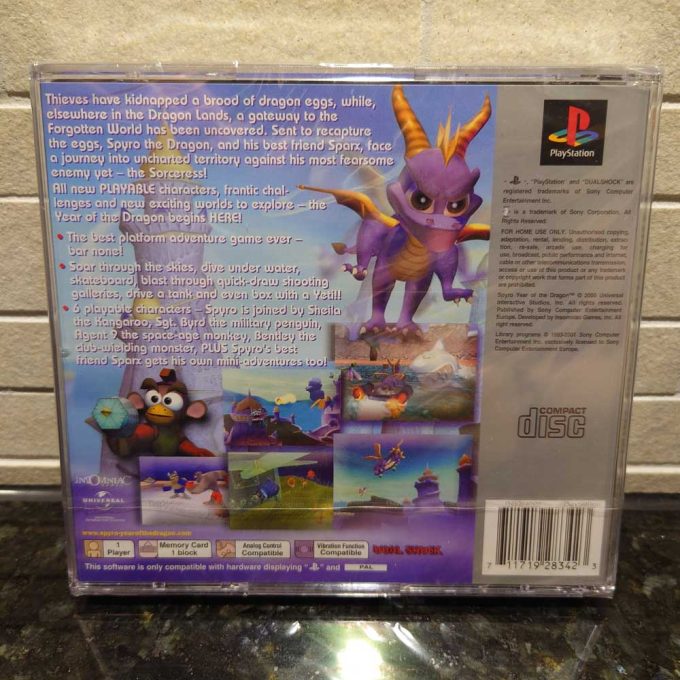 Thieves have kidnapped a brood of dragon eggs, while,
elsewhere in the Dragon Lands, a gateway to the
Forgotten World has been uncovered. Sent to recapture
the eggs, Spyro the Dragon, and his best friend Sparx, face
a journey into uncharted territory against his most fearsome
enemy yet – the Sorceress!
All new PLAYABLE characters, frantic chal-
lenges and new exciting worlds to explore – the
Year of the Dragon begins HERE!
• The best platform adventure game ever –
bar none!
• Soar through the skies, dive under water,
skateboard, blast through quick-draw shooting
galleries, drive a tank and even box with a Yeti!!
• 6 playable characters – Spyro is joined by Sheila
the Kangaroo, Sgt. Byrd the military penguin,
Agent 9 the space-age monkey, Bentley the
club-wielding monster, PLUS Spyro's best
friend Sparx gets his own mini-adventures too!
INSOMNIAC
UNIVERSAL
www.spyro-yearofthedragon.com
1
Player
Memory Card
1 block
Analog Control
Compatible
Vibration Function
Compatible
DUAL SHOCK
This software is only compatible with hardware displaying " " and PAL
PlayStation
" ", "PlayStation" and "DUALSHOCK" are
registered trademarks of Sony Computer
Entertainment Inc.
is a trademark of Sony Corporation. All
Rights Reserved.
FOR HOME USE ONLY. Unauthorised copying,
adaptation, rental, lending, distribution, extrac-
tion, re-sale, arcade use, charging for
use, broadcast, public performance and internet,
cable or other telecommunications transmission,
access or use of this product or any trademark
or copyright work that forms part of this product
are prohibited.
Spyro Year of the Dragon™ © 2000 Universal
Interactive Studios, Inc. All rights reserved.
Published by Sony Computer Entertainment
Europe. Developed by Insomniac Games, Inc. All
right reserved.
Library programs © 1993-2001 Sony Computer
Entertainment Inc. exclusively licensed to Sony
Computer Entertainment Europe.
COMPACT
disc
7 11719 28342 3